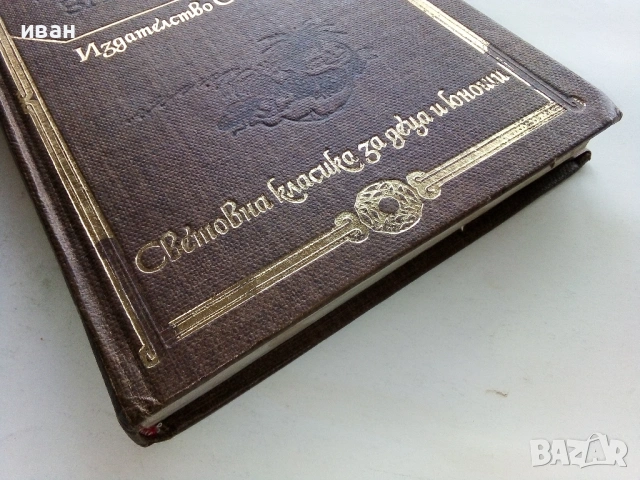 иван
Издателство
Световна класика за деца и юноши
BAZAR